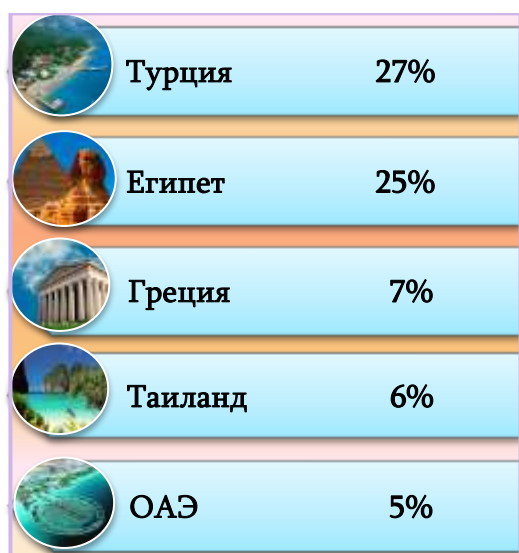 Турция 27%
Египет 25%
Греция 7%
Таиланд 6%
ОАЭ 5%